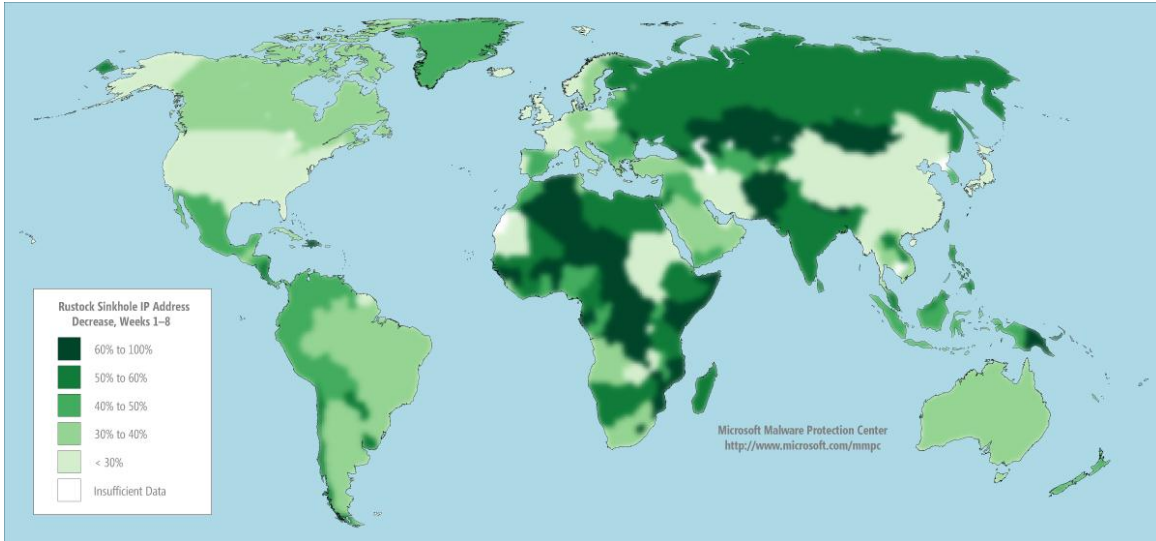 Rustock Sinkhole IP Address
Decrease, Weeks 1–8
60% to 100%
50% to 60%
40% to 50%
30% to 40%
< 30%
Insufficient Data
Microsoft Malware Protection Center
http://www.microsoft.com/mmpc